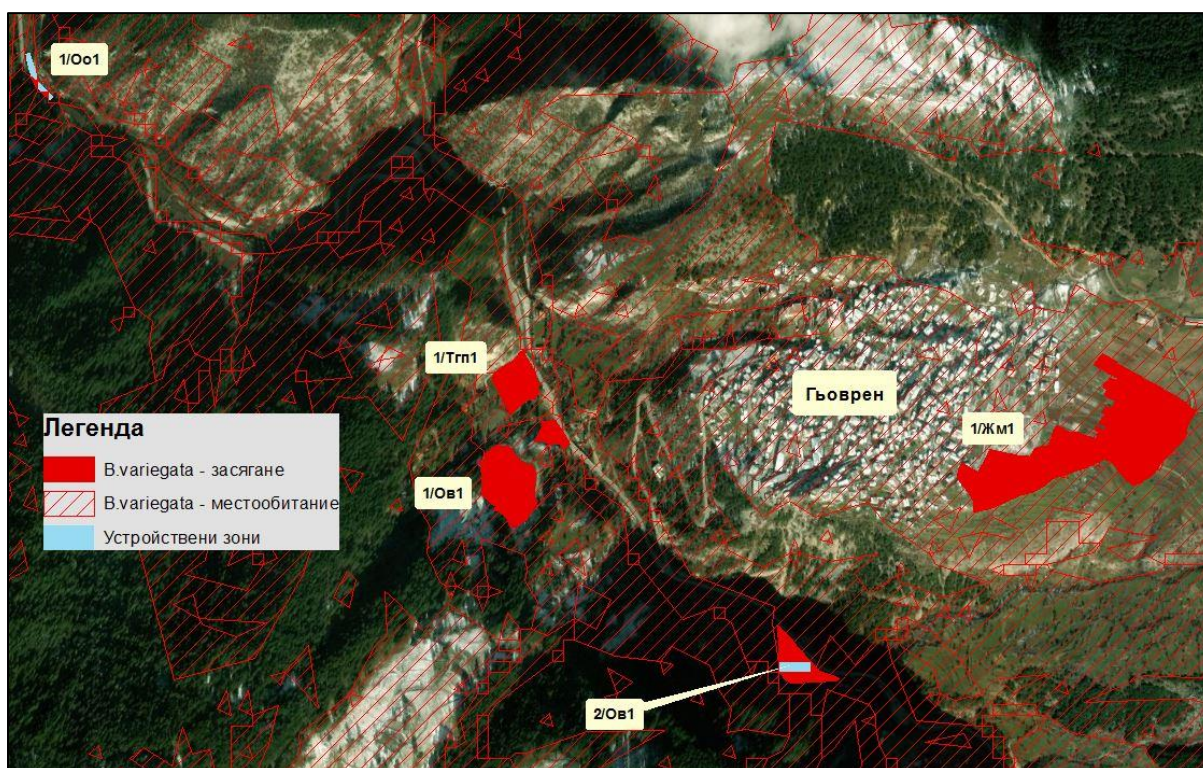 1/Оо1
1/Тгп1
Гьоврен
1/Жм1
Легенда
B.variegata - засягане
B.variegata - местообитание
Устройствени зони
1/Ов1
2/Ов1